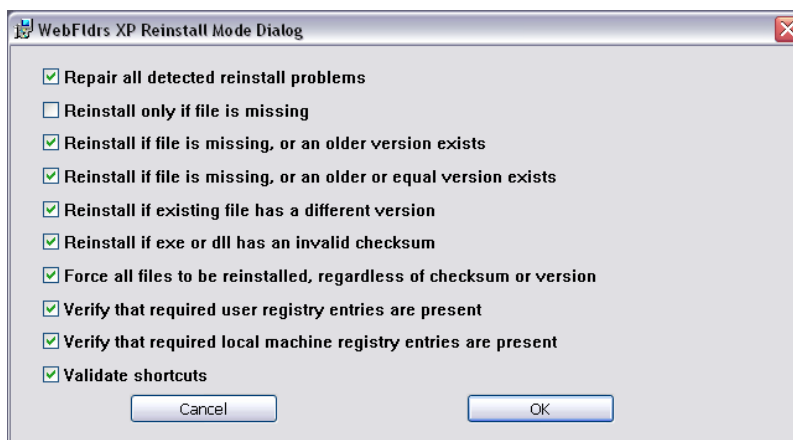 WebFldrs XP Reinstall Mode Dialog
Repair all detected reinstall problems
Reinstall only if file is missing
Reinstall if file is missing, or an older version exists
Reinstall if file is missing, or an older or equal version exists
Reinstall if existing file has a different version
Reinstall if exe or dll has an invalid checksum
Force all files to be reinstalled, regardless of checksum or version
Verify that required user registry entries are present
Verify that required local machine registry entries are present
Validate shortcuts
Cancel OK